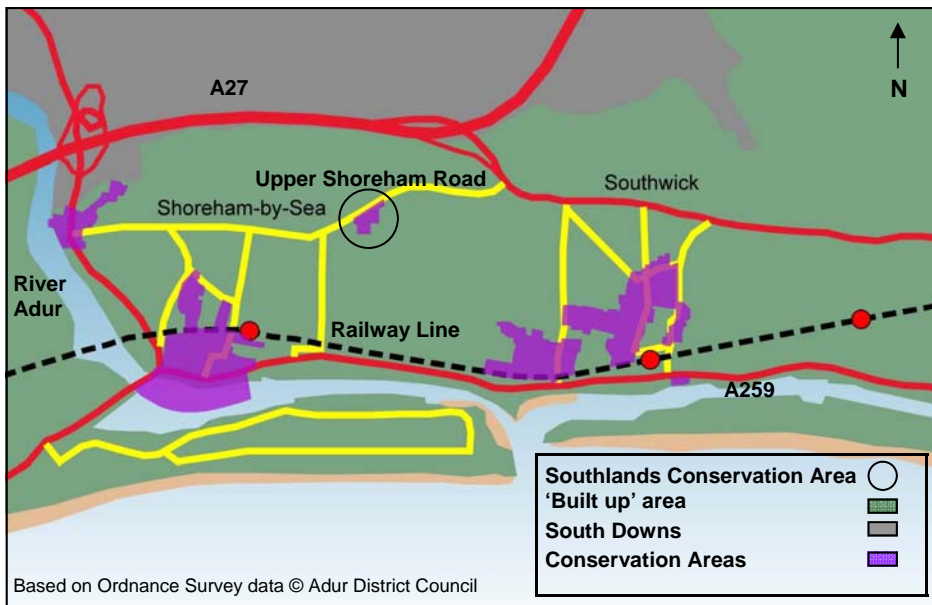 A27
N
Upper Shoreham Road
Southwick
Shoreham-by-Sea
River
Adur
Railway Line
A259
Southlands Conservation Area
‘Built up’ area
South Downs
Conservation Areas
Based on Ordnance Survey data © Adur District Council